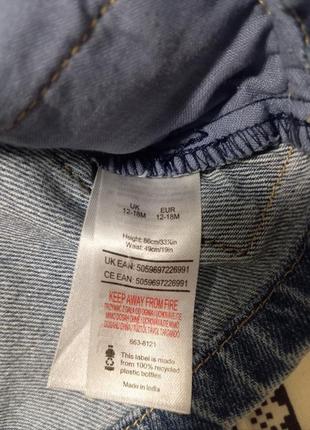 UK EUR
12-18M 12-18M
Height: 86cm/33¾in
Waist: 49cm/19in
UK EAN: 5059697226991
CE EAN: 5059697226991
KEEP AWAY FROM FIRE
663-8121
This label is made
from 100% recycled
plastic bottles
Made in India